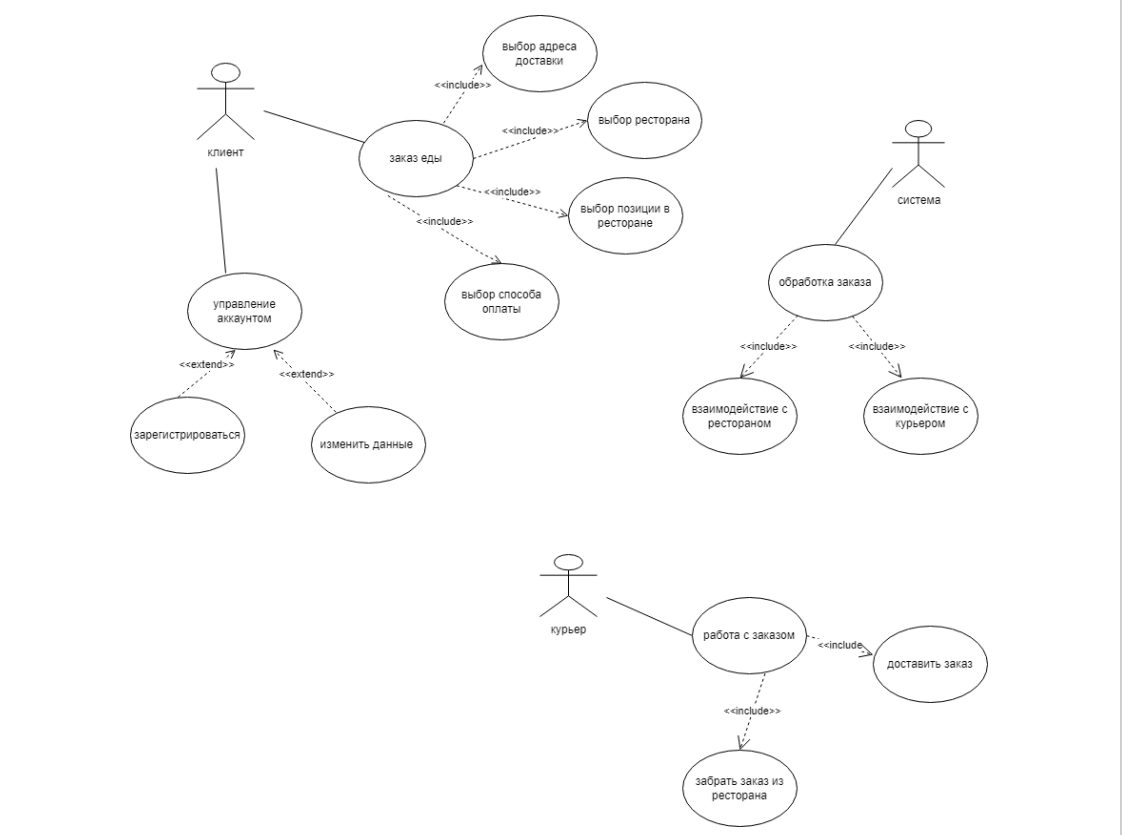 выбор адреса
доставки
<<include>>
клиент
заказ еды
<<include>>
выбор ресторана
<<include>>
выбор позиции в
ресторане
<<include>>
выбор способа
оплаты
система
обработка заказа
<<include>>
<<include>>
взаимодействие с
рестораном
взаимодействие с
курьером
управление
аккаунтом
<<extend>>
<<extend>>
зарегистрироваться
изменить данные
курьер
работа с заказом
<<include
доставить заказ
<<include>>
забрать заказ из
ресторана